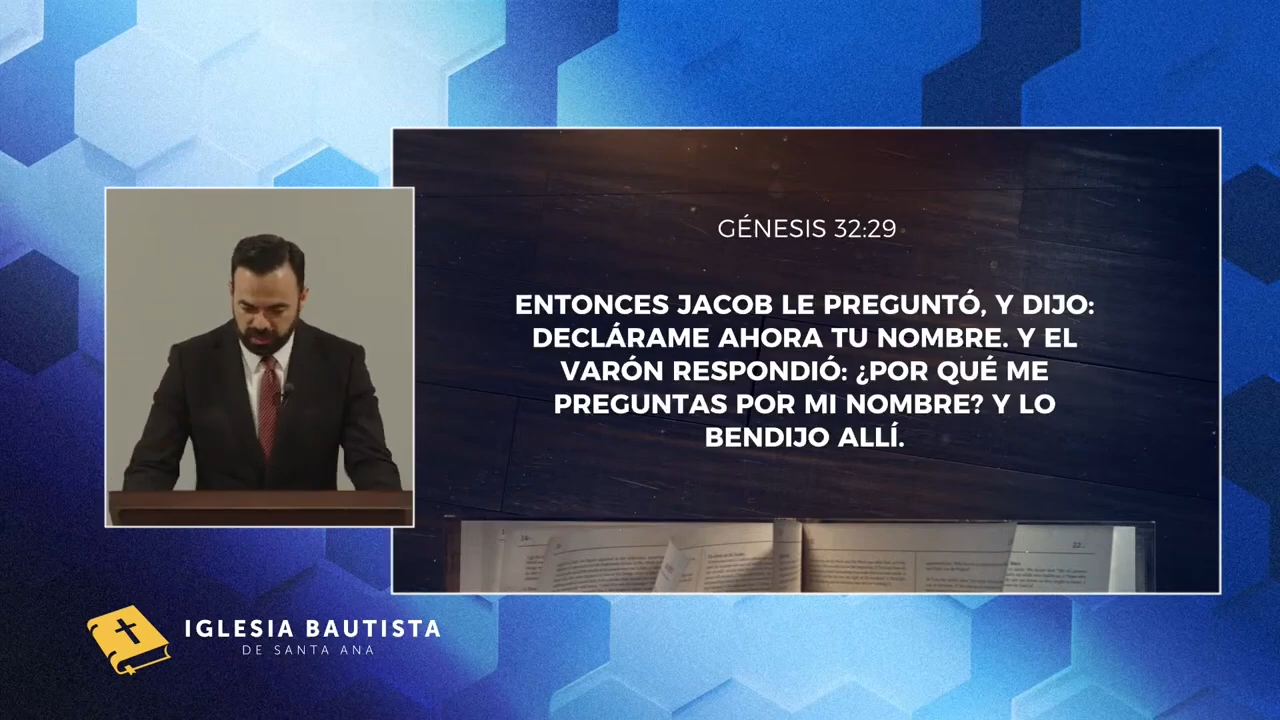 GÉNESIS 32:29
ENTONCES JACOB LE PREGUNTÓ, Y DIJO:
DECLÁRAME AHORA TU NOMBRE. Y EL
VARÓN RESPONDIÓ: ¿POR QUÉ ME
PREGUNTAS POR MI NOMBRE? Y LO
BENDIJO ALLÍ.
IGLESIA BAUTISTA
DE SANTA ANA